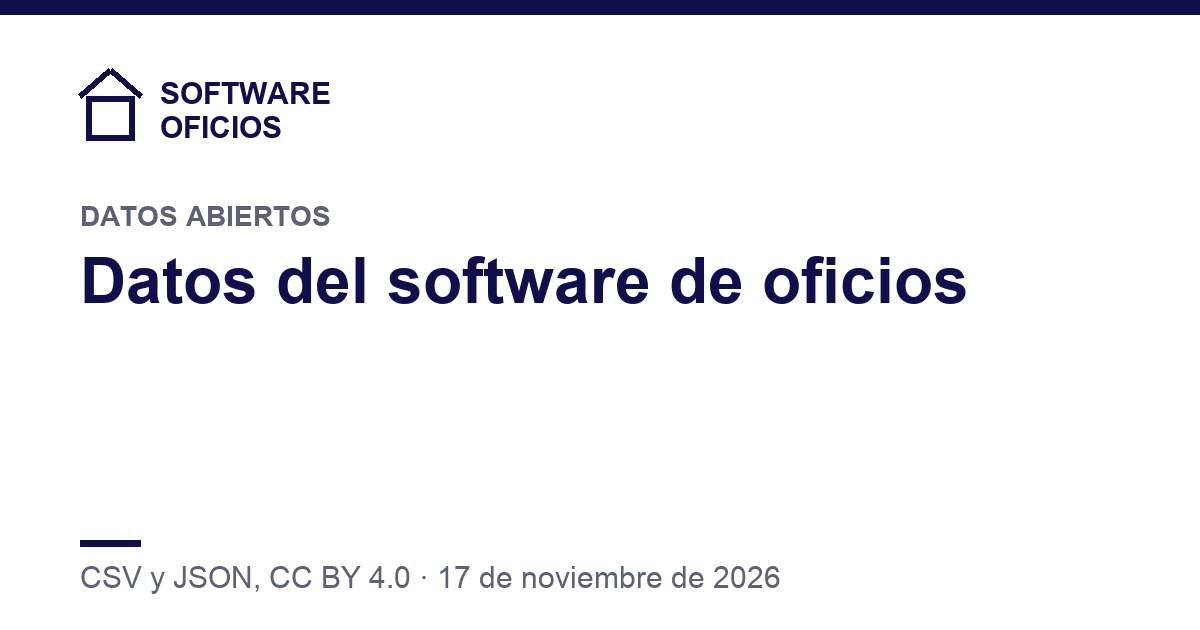 SOFTWARE
OFICIOS
DATOS ABIERTOS
Datos del software de oficios
CSV y JSON, CC BY 4.0 · 17 de noviembre de 2026